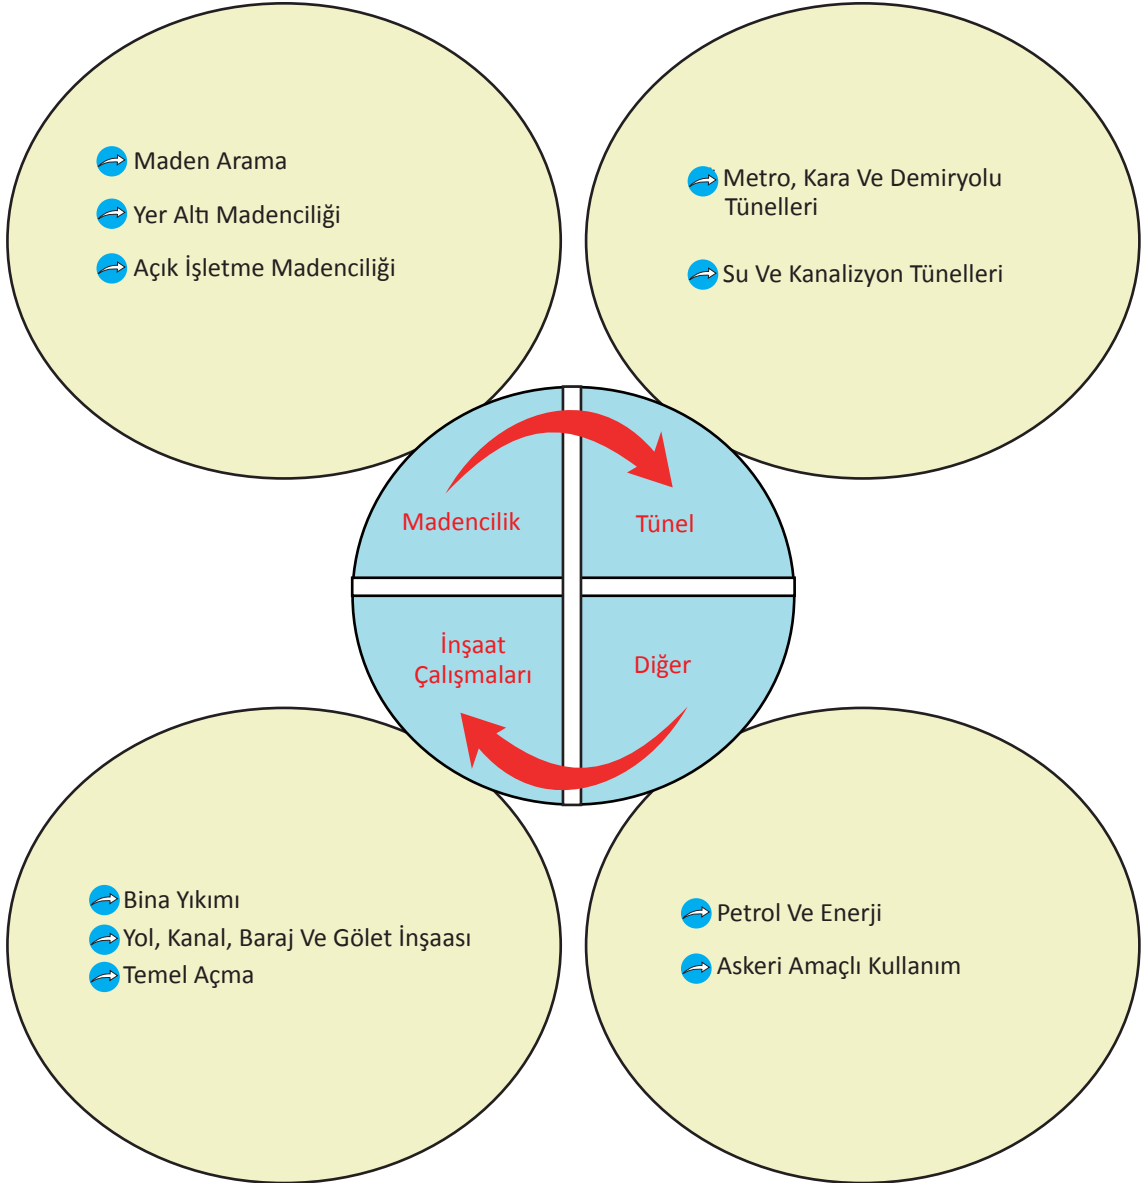 Maden Arama
Yer Altı Madenciliği
Açık İşletme Madenciliği
Metro, Kara Ve Demiryolu
Tünelleri
Su Ve Kanalizyon Tünelleri
Madencilik
Tünel
İnşaat
Çalışmaları
Diğer
Bina Yıkımı
Yol, Kanal, Baraj Ve Gölet İnşaası
Temel Açma
Petrol Ve Enerji
Askeri Amaçlı Kullanım